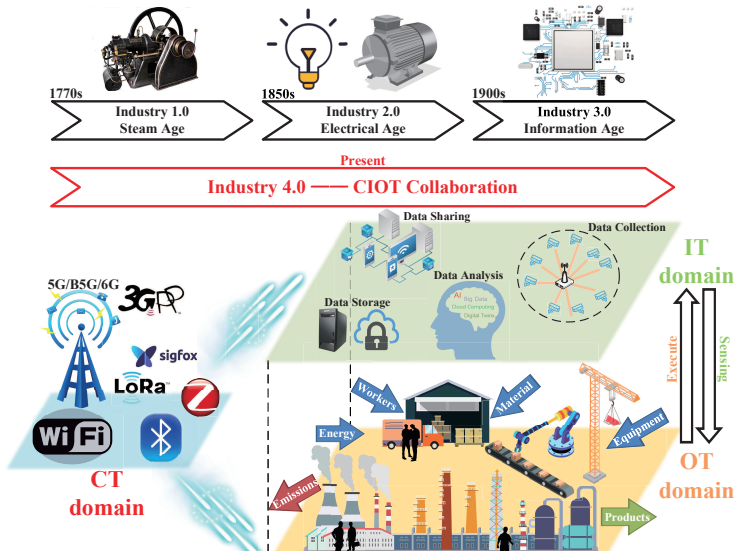 1770s
1850s
1900s
Industry 1.0
Steam Age
Industry 2.0
Electrical Age
Industry 3.0
Information Age
Present
Industry 4.0 —— CIOT Collaboration
Data Sharing
Data Collection
IT
domain
5G/B5G/6G
3GPP
Data Analysis
AI Big Data
Cloud Computing
Digital Twins
Data Storage
sigfox
LoRa™
Z
WiFi
CT
domain
Execute
Sensing
Workers
Material
Energy
Equipment
Emissions
Products
OT
domain